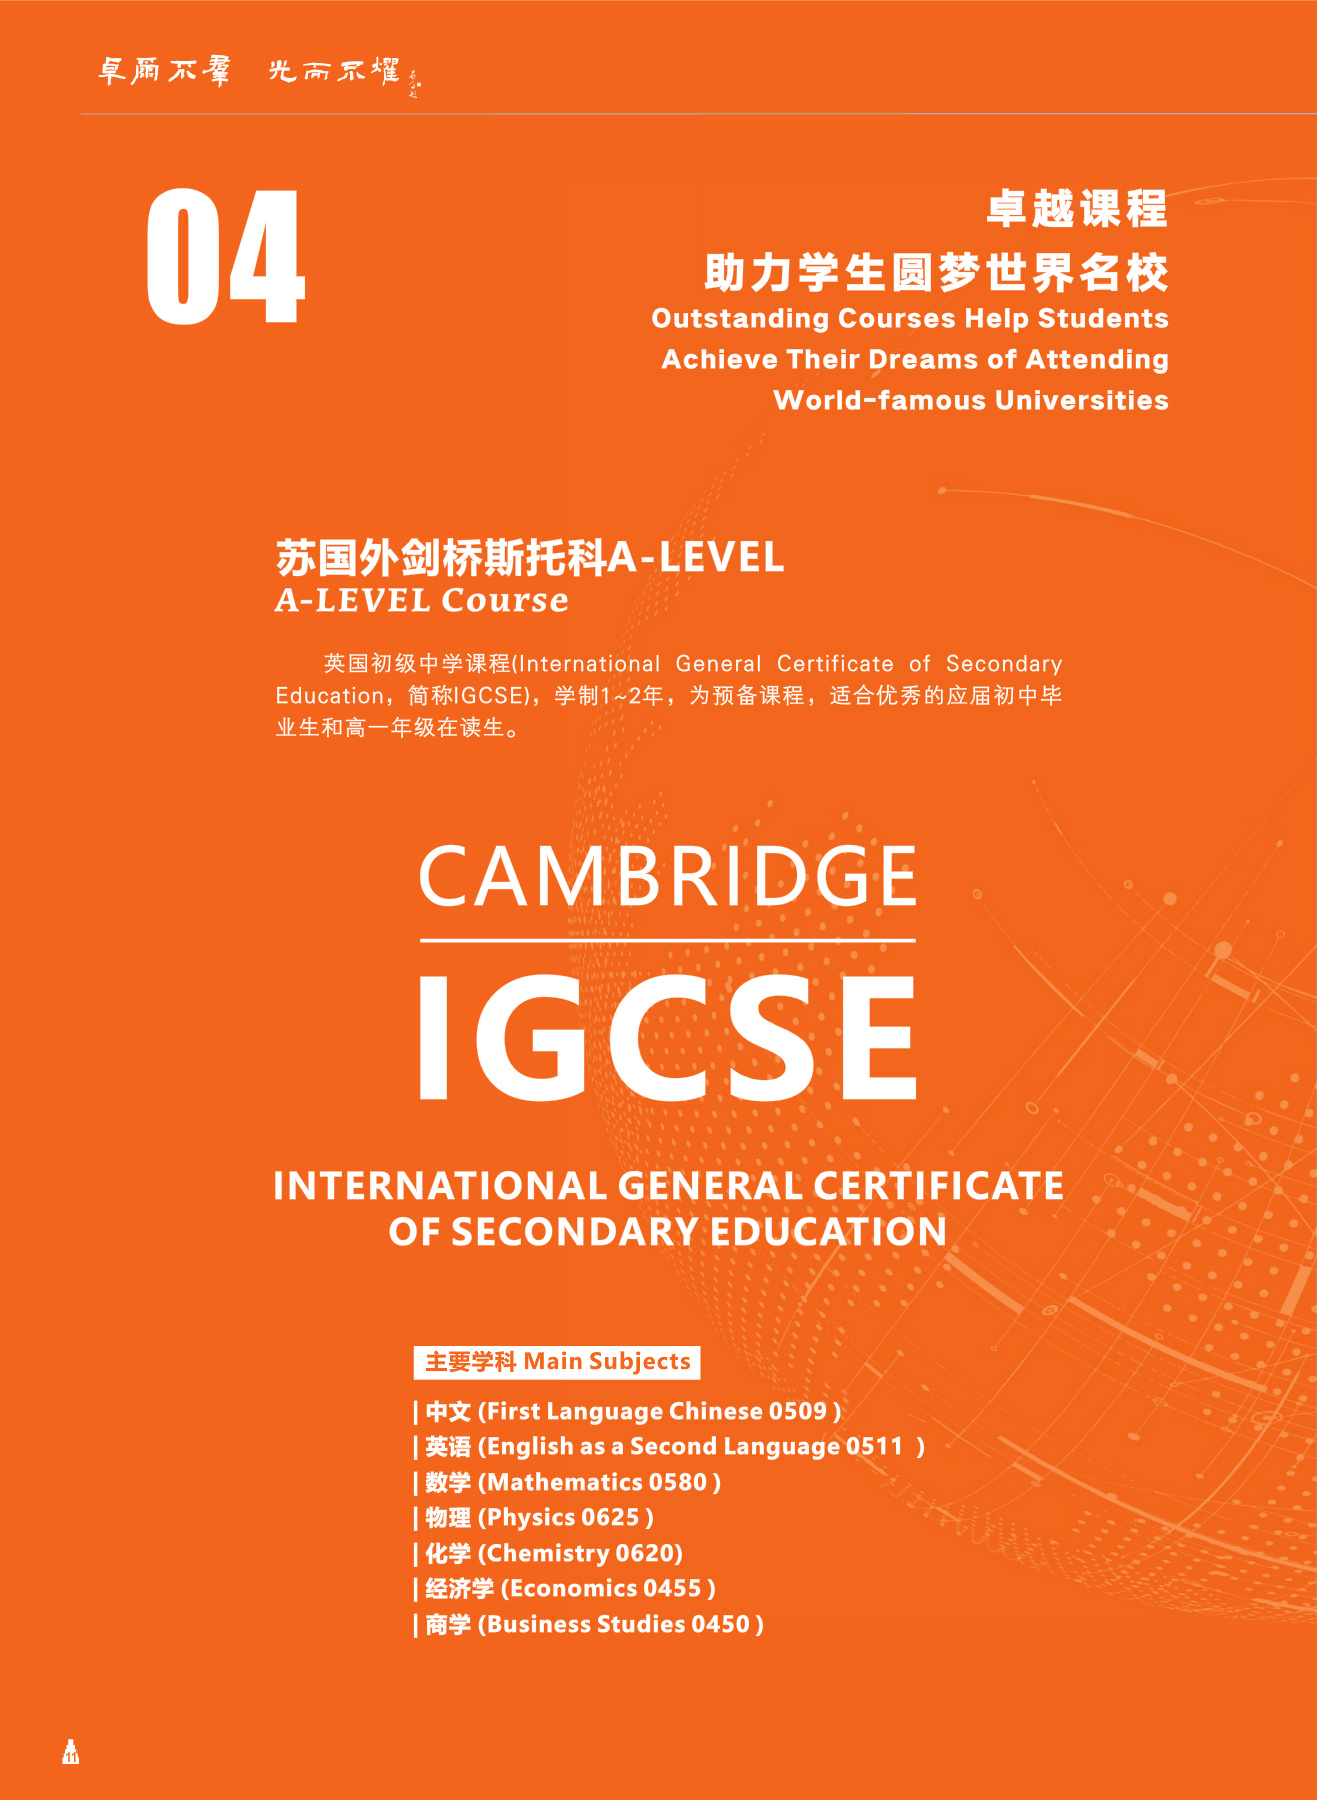 卓尔不群 光而不耀
04
卓越课程
助力学生圆梦世界名校
Outstanding Courses Help Students
Achieve Their Dreams of Attending
World-famous Universities
苏国外剑桥斯托科A-LEVEL
A-LEVEL Course
英国初级中学课程(International General Certificate of Secondary
Education，简称IGCSE)，学制1~2年，为预备课程，适合优秀的应届初中毕
业生和高一年级在读生。
CAMBRIDGE
IGCSE
INTERNATIONAL GENERAL CERTIFICATE
OF SECONDARY EDUCATION
主要学科 Main Subjects
| 中文 (First Language Chinese 0509 )
| 英语 (English as a Second Language 0511 )
| 数学 (Mathematics 0580 )
| 物理 (Physics 0625 )
| 化学 (Chemistry 0620)
| 经济学 (Economics 0455 )
| 商学 (Business Studies 0450 )
11